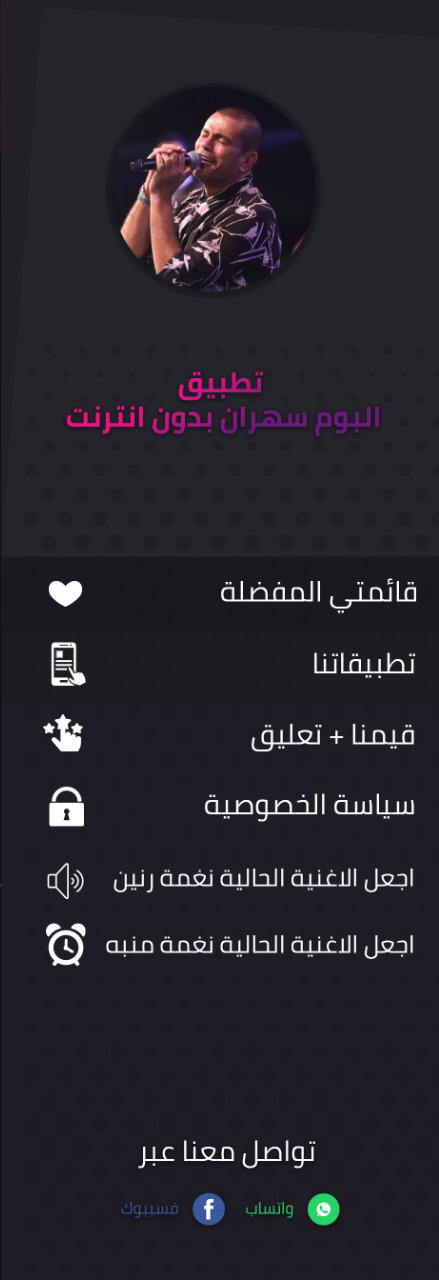 تطبيق
البوم سهران بدون انترنت
قائمتي المفضلة
تطبيقاتنا
قيمنا + تعليق
سياسة الخصوصية
اجعل الاغنية الحالية نغمة رنين
اجعل الاغنية الحالية نغمة منبه
تواصل معنا عبر
واتساب فسيبوك